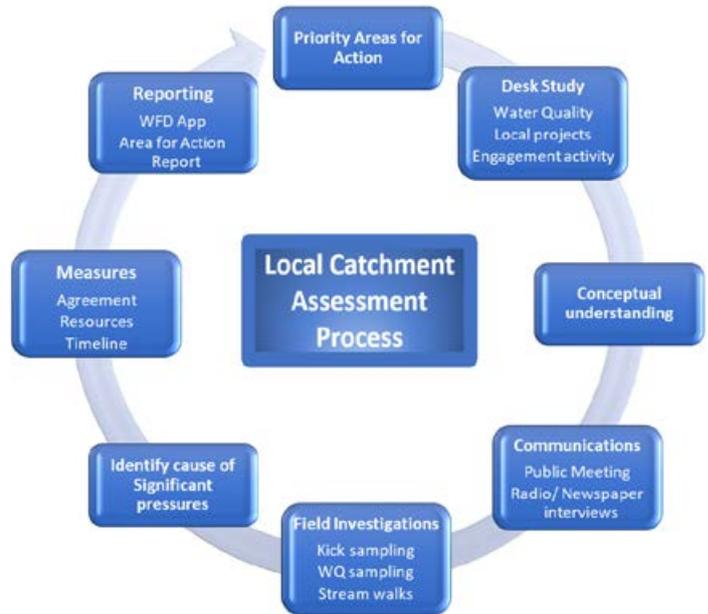 Priority Areas for
Action
Desk Study
Water Quality
Local projects
Engagement activity
Conceptual
understanding
Communications
Public Meeting
Radio/ Newspaper
interviews
Field Investigations
Kick sampling
WQ sampling
Stream walks
Identify cause of
Significant
pressures
Measures
Agreement
Resources
Timeline
Reporting
WFD App
Area for Action
Report
Local Catchment
Assessment
Process